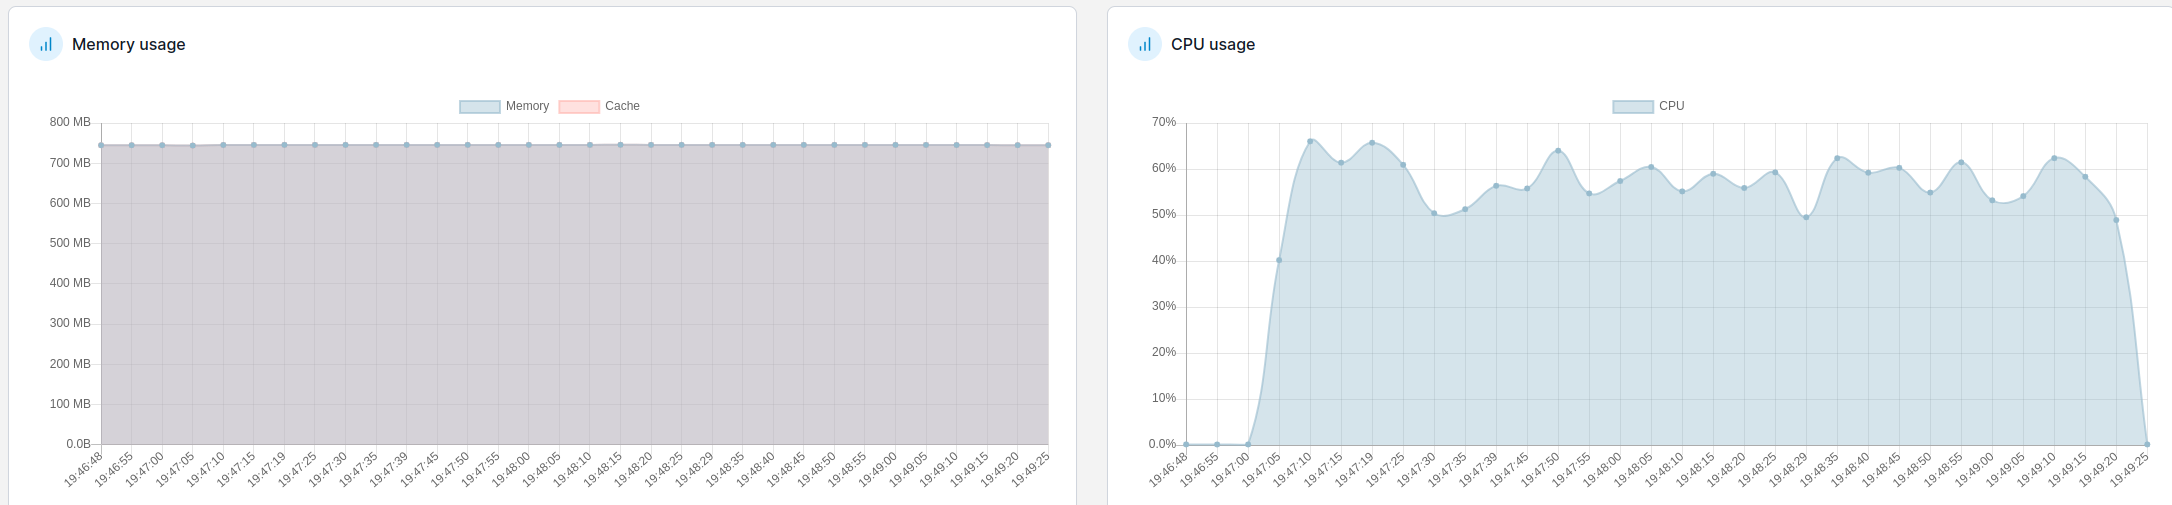 Memory usage
Memory Cache
800 MB
700 MB
600 MB
500 MB
400 MB
300 MB
200 MB
100 MB
0.0B
19:46:48 19:46:55 19:47:00 19:47:05 19:47:10 19:47:15 19:47:19 19:47:25 19:47:30 19:47:35 19:47:39 19:47:45 19:47:50 19:47:55 19:48:00 19:48:05 19:48:10 19:48:15 19:48:20 19:48:25 19:48:29 19:48:35 19:48:40 19:48:45 19:48:50 19:48:55 19:49:00 19:49:05 19:49:10 19:49:15 19:49:20 19:49:25
CPU usage
CPU
70%
60%
50%
40%
30%
20%
10%
0.0%
19:46:48 19:46:55 19:47:00 19:47:05 19:47:10 19:47:15 19:47:19 19:47:25 19:47:30 19:47:35 19:47:39 19:47:45 19:47:50 19:47:55 19:48:00 19:48:05 19:48:10 19:48:15 19:48:20 19:48:25 19:48:29 19:48:35 19:48:40 19:48:45 19:48:50 19:48:55 19:49:00 19:49:05 19:49:10 19:49:15 19:49:20 19:49:25